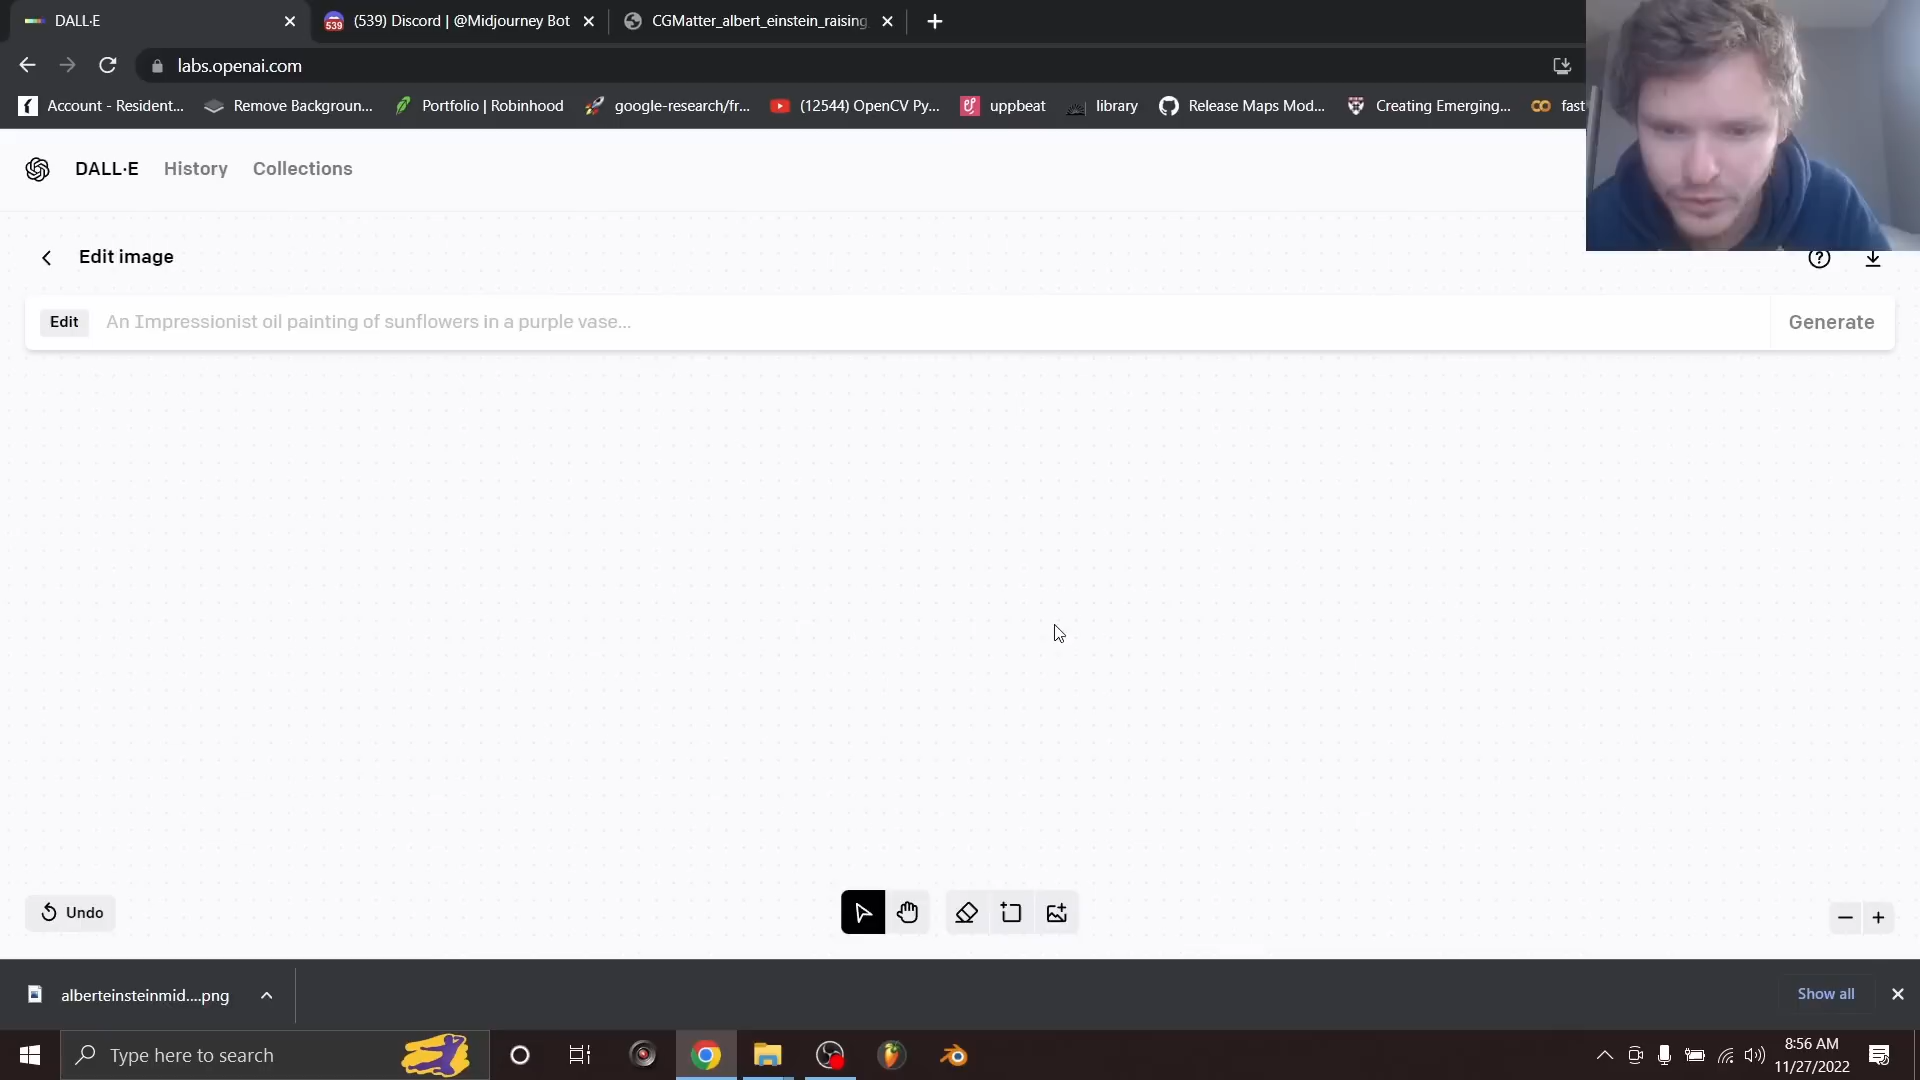 DALL·E
539
(539) Discord | @Midjourney Bot
CGMatter_albert_einstein_raising
labs.openai.com
Account - Resident...
Remove Backgroun...
Portfolio | Robinhood
google-research/fr...
(12544) OpenCV Py...
uppbeat
library
Release Maps Mod...
Creating Emerging...
fast
DALL·E
History
Collections
Edit image
Edit
An Impressionist oil painting of sunflowers in a purple vase...
Generate
Undo
alberteinsteinmid....png
Show all
Type here to search
8:56 AM
11/27/2022